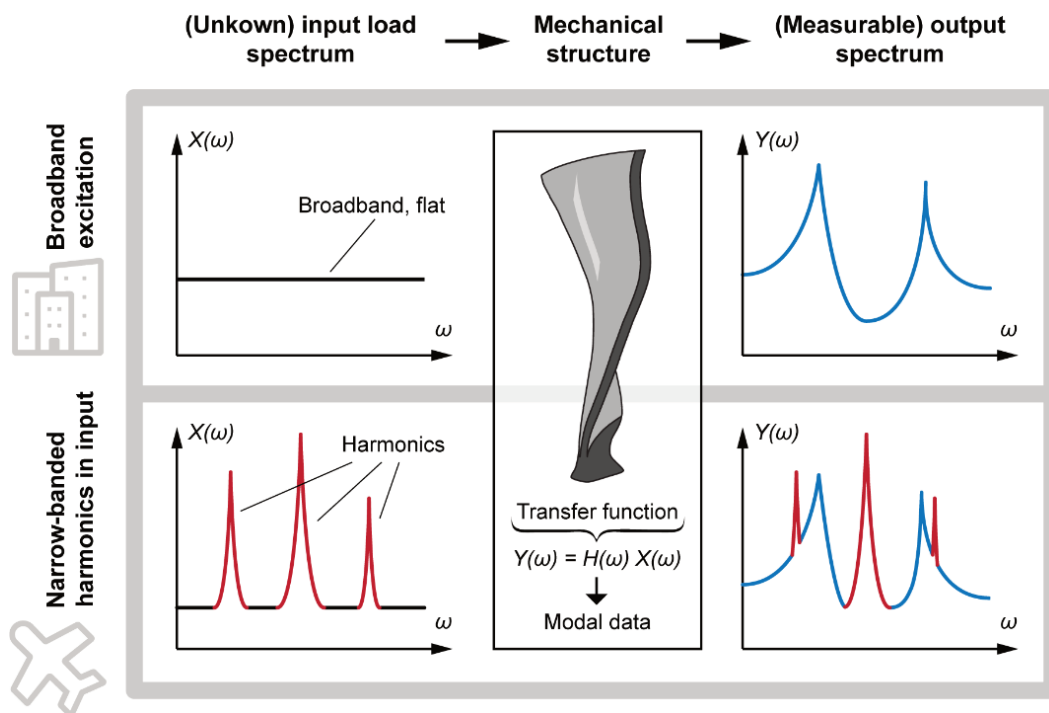 (Unkown) input load
spectrum
Mechanical
structure
(Measurable) output
spectrum
Broadband
excitation
X(ω)
Broadband, flat
ω
Y(ω)
ω
Narrow-banded
harmonics in input
X(ω)
Harmonics
ω
Transfer function
Y(ω) = H(ω) X(ω)
Modal data
Y(ω)
ω